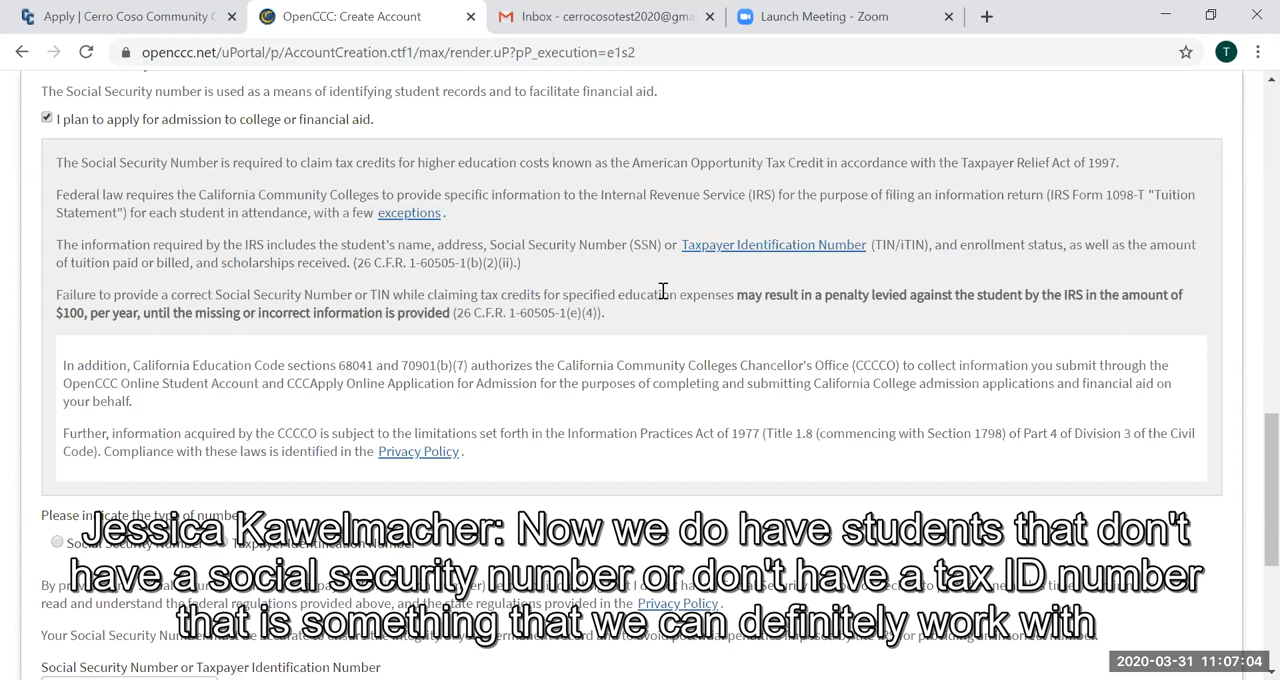 Apply | Cerro Coso Community C
OpenCCC: Create Account
Inbox - cerrocosotest2020@gma
Launch Meeting - Zoom
openccc.net/uPortal/p/AccountCreation.ctf1/max/render.uP?pP_execution=e1s2
T
The Social Security number is used as a means of identifying student records and to facilitate financial aid.
I plan to apply for admission to college or financial aid.
The Social Security Number is required to claim tax credits for higher education costs known as the American Opportunity Tax Credit in accordance with the Taxpayer Relief Act of 1997.
Federal law requires the California Community Colleges to provide specific information to the Internal Revenue Service (IRS) for the purpose of filing an information return (IRS Form 1098-T "Tuition
Statement") for each student in attendance, with a few exceptions .
The information required by the IRS includes the student's name, address, Social Security Number (SSN) or Taxpayer Identification Number (TIN/iTIN), and enrollment status, as well as the amount
of tuition paid or billed, and scholarships received. (26 C.F.R. 1-60505-1(b)(2)(ii).)
Failure to provide a correct Social Security Number or TIN while claiming tax credits for specified education expenses may result in a penalty levied against the student by the IRS in the amount of
$100, per year, until the missing or incorrect information is provided (26 C.F.R. 1-60505-1(e)(4)).
In addition, California Education Code sections 68041 and 70901(b)(7) authorizes the California Community Colleges Chancellor's Office (CCCCO) to collect information you submit through the
OpenCCC Online Student Account and CCCApply Online Application for Admission for the purposes of completing and submitting California College admission applications and financial aid on
your behalf.
Further, information acquired by the CCCCO is subject to the limitations set forth in the Information Practices Act of 1977 (Title 1.8 (commencing with Section 1798) of Part 4 of Division 3 of the Civil
Code). Compliance with these laws is identified in the Privacy Policy .
Please indicate the type of number
Jessica Kawelmacher: Now we do have students that don't
Social Security Number Taxpayer Identification Number
have a social security number or don't have a tax ID number
read and understand the federal regulations provided above, and the state regulations provided in the Privacy Policy .
that is something that we can definitely work with
Your Social Security Number
Social Security Number or Taxpayer Identification Number
2020-03-31 11:07:04